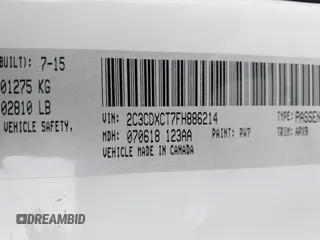 BUILT): 7-15
01275 KG
02810 LB
VEHICLE SAFETY,
VIN: 2C3CDXCT7FH886214
TYPE: PASSEN
MDH: 070618 123AA
PAINT: PW7
TRIM: APX9
VEHICLE MADE IN CANADA
DREAMBID